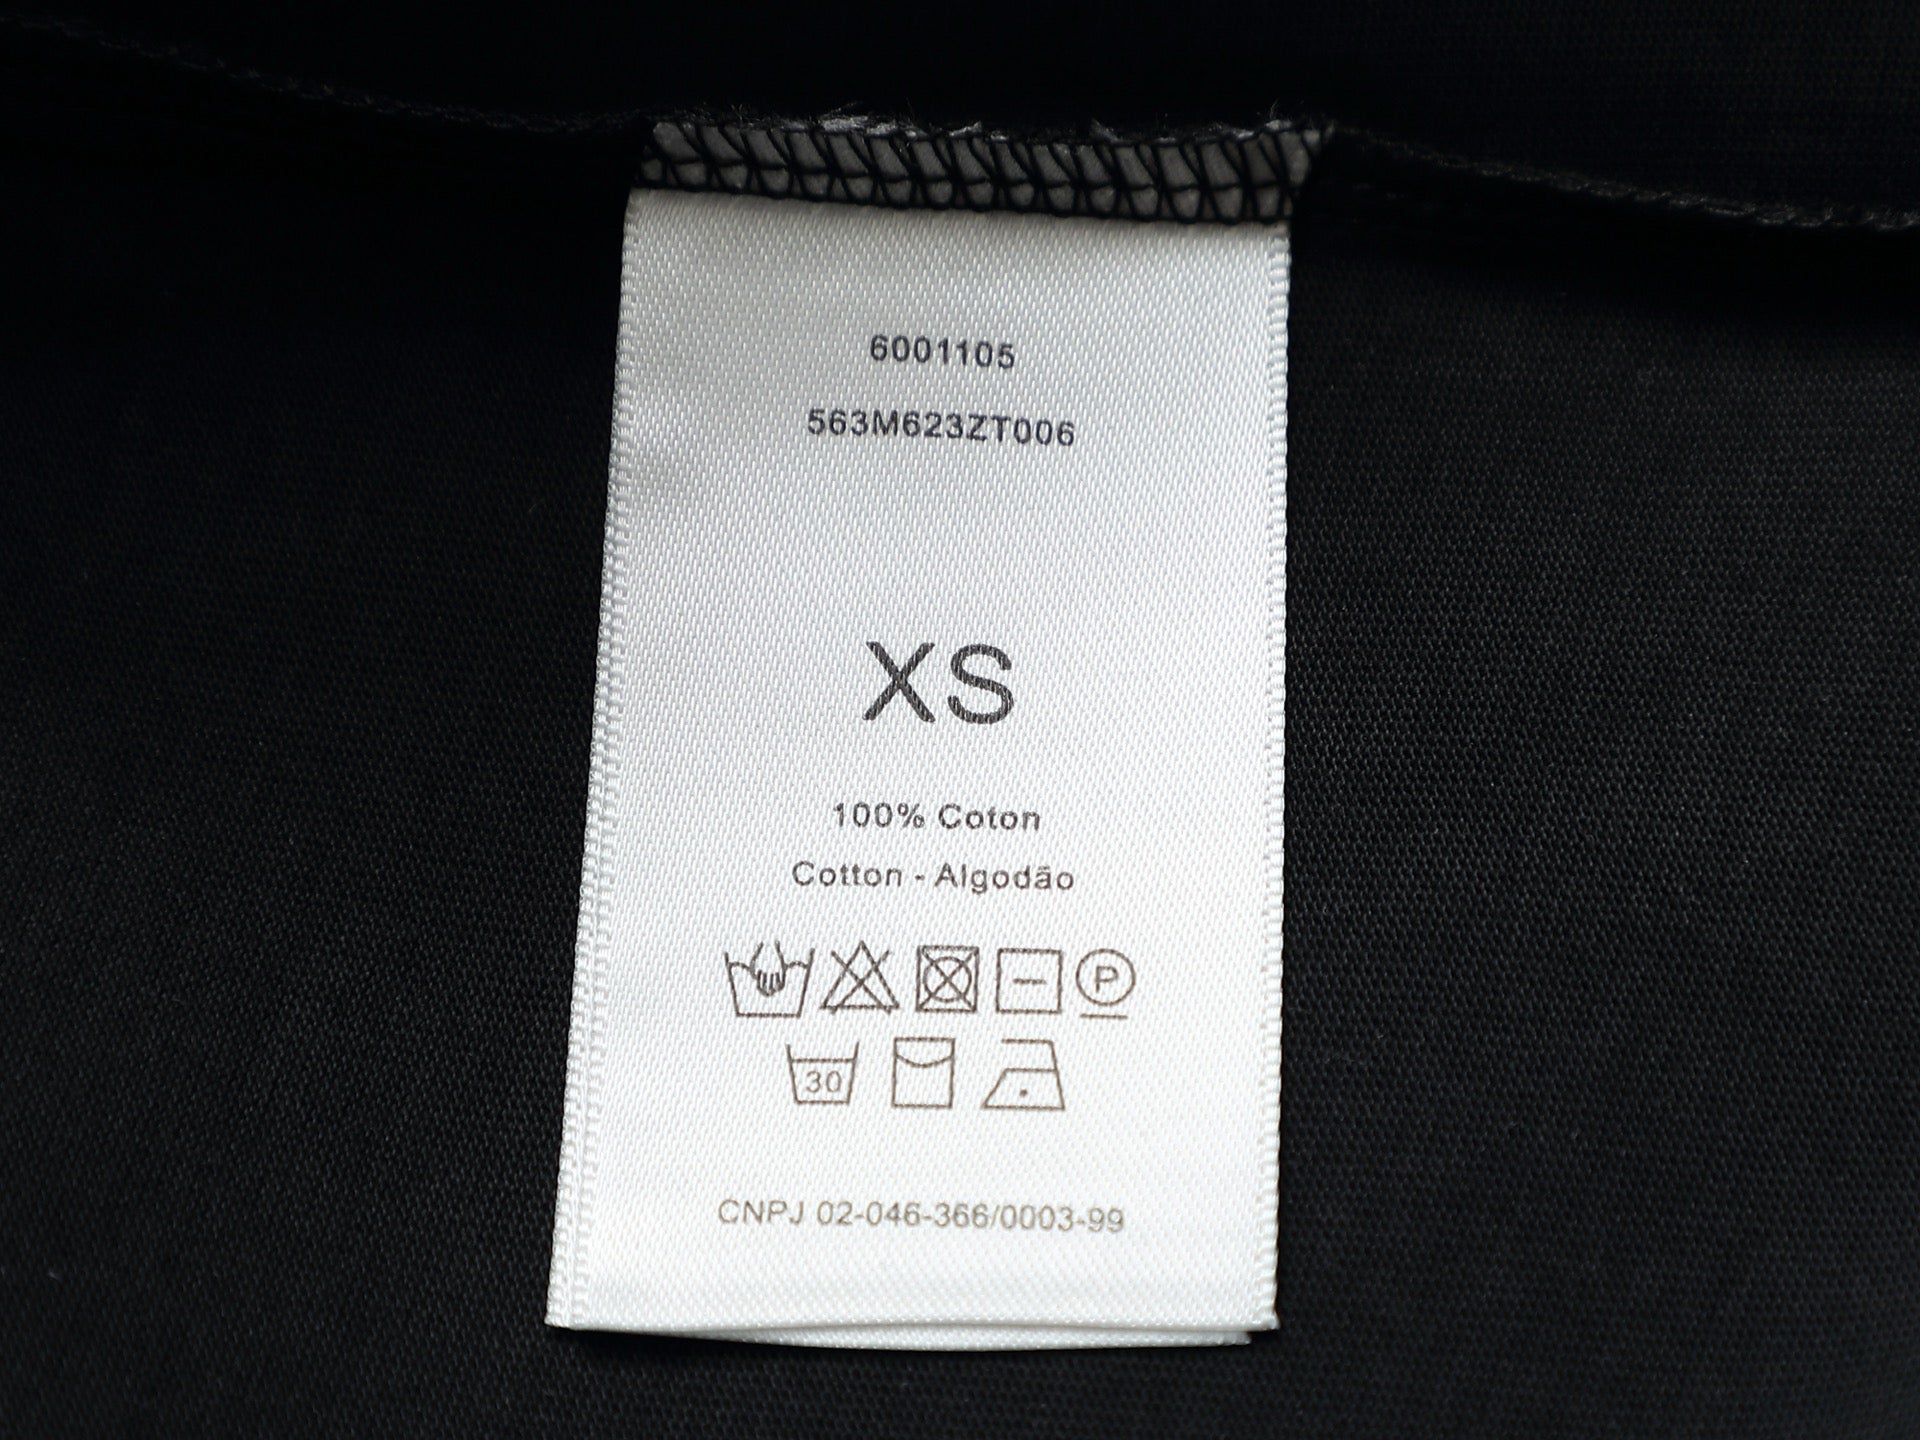 6001105
563M623ZT006
XS
100% Coton
Cotton - Algodão
P
30
CNPJ 02-046-366/0003-99